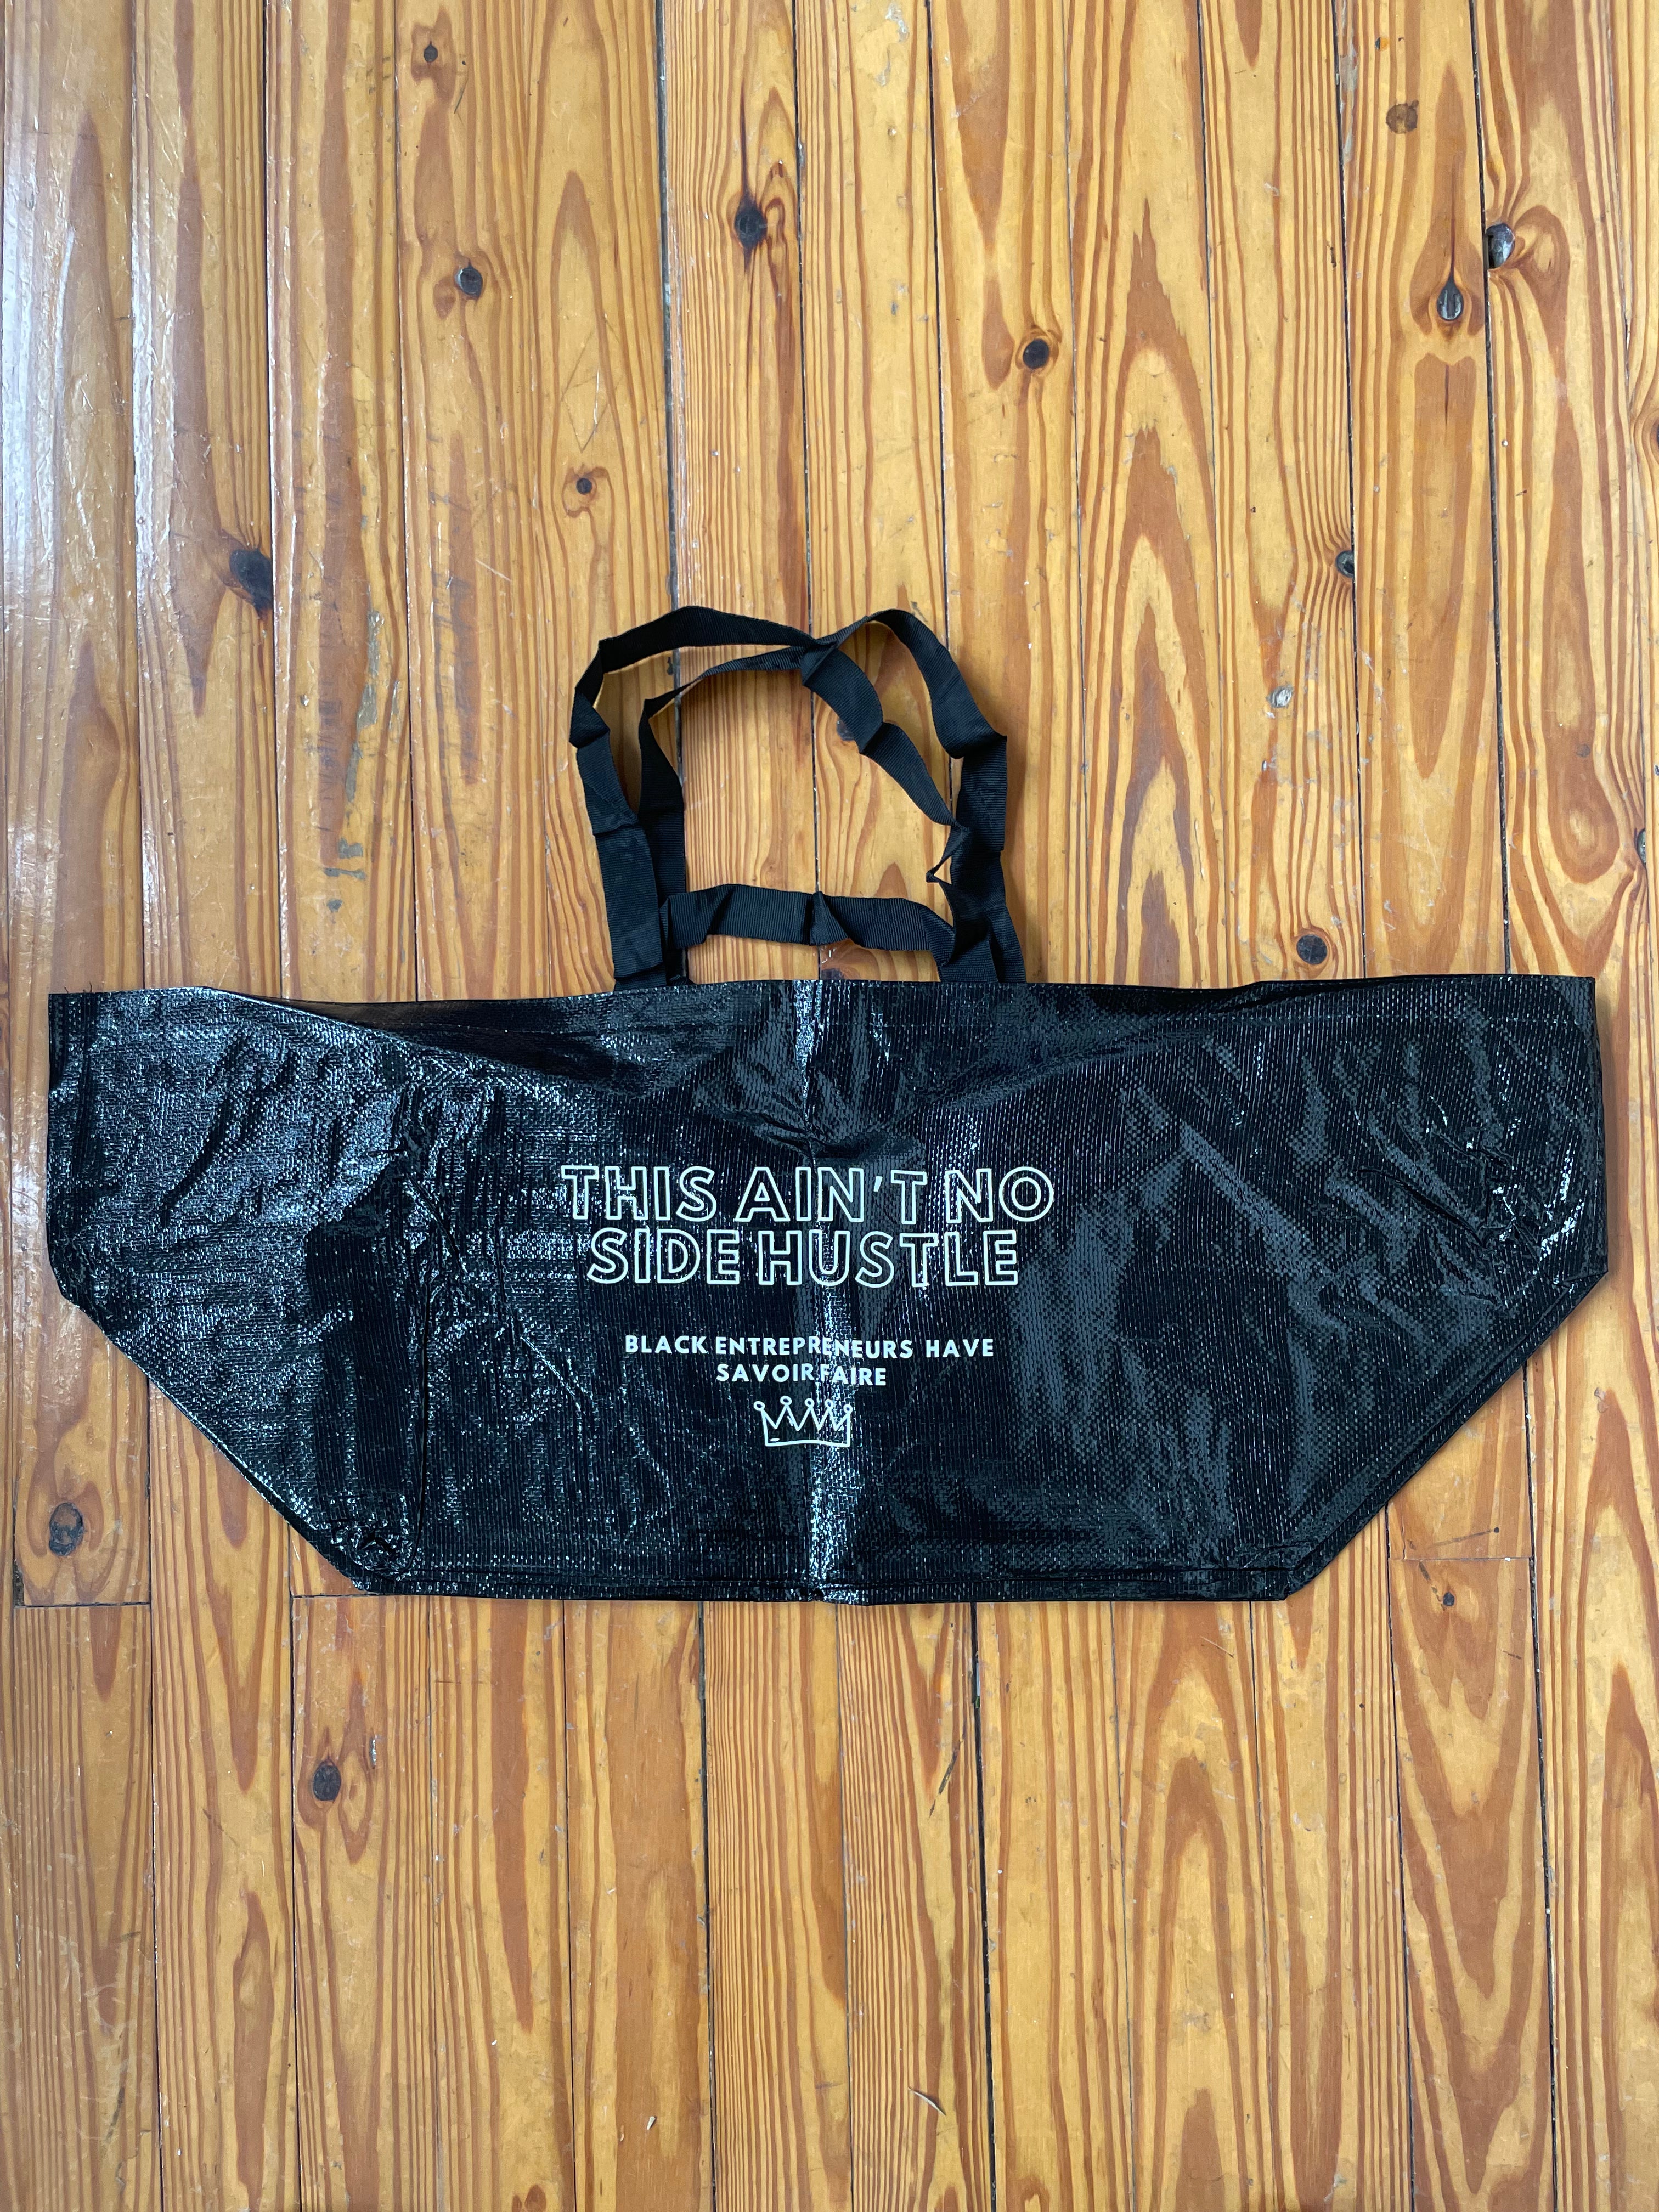 THIS AIN'T NO
SIDE HUSTLE
BLACK ENTREPRENEURS HAVE
SAVOIR FAIRE